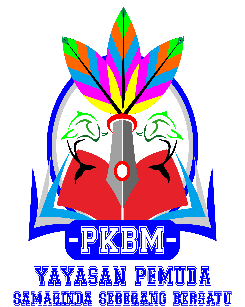 -PKBM-
YAYASAN PEMUDA
SAMARINDA SEBERANG BERSATU